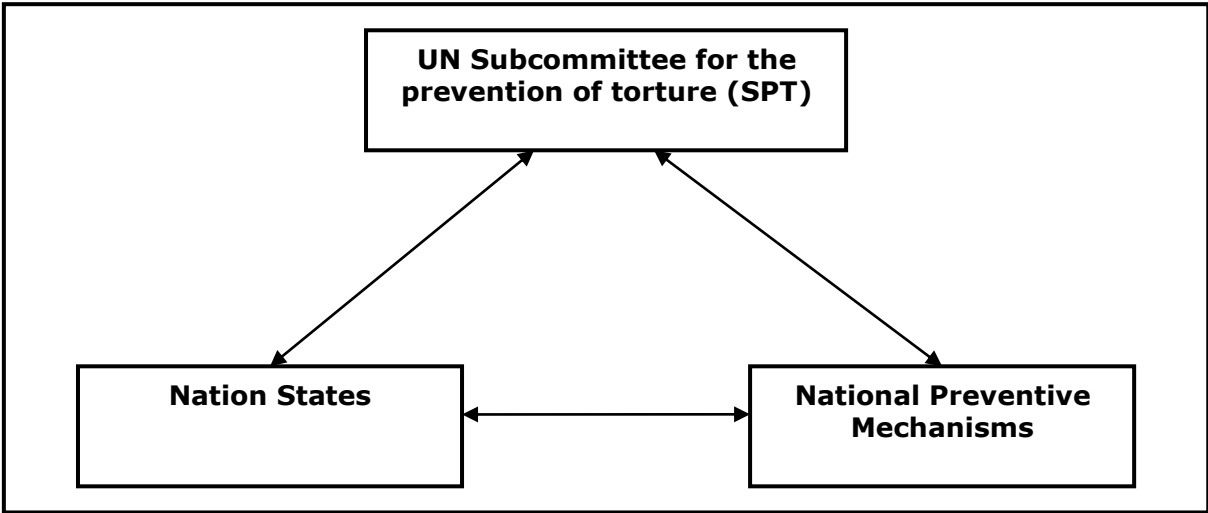 UN Subcommittee for the
prevention of torture (SPT)
Nation States
National Preventive
Mechanisms